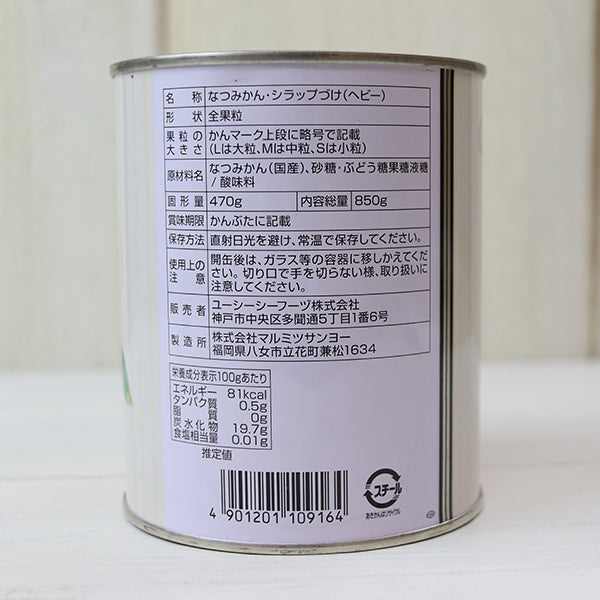 名称 なつみかん・シラップづけ(ヘビー)
形状 全果粒
果粒の大きさ かんマーク上段に略号で記載
(Lは大粒、Mは中粒、Sは小粒)
原材料名 なつみかん(国産)、砂糖・ぶどう糖果糖液糖
/酸味料
固形量 470g 内容総量 850g
賞味期限 かんぶたに記載
保存方法 直射日光を避け、常温で保存してください。
使用上の注意 開缶後は、ガラス等の容器に移しかえてくだ
さい。切り口で手を切らない様、取り扱いに
注意してください。
販売者 ユーシーシーフーヅ株式会社
神戸市中央区多聞通5丁目1番6号
製造所 株式会社マルミツサンヨー
福岡県八女市立花町兼松1634
栄養成分表示100gあたり
エネルギー 81kcal
タンパク質 0.5g
脂質 0g
炭水化物 19.7g
食塩相当量 0.01g
推定値
4 901201 109164
スチール
あきかんはリサイクル